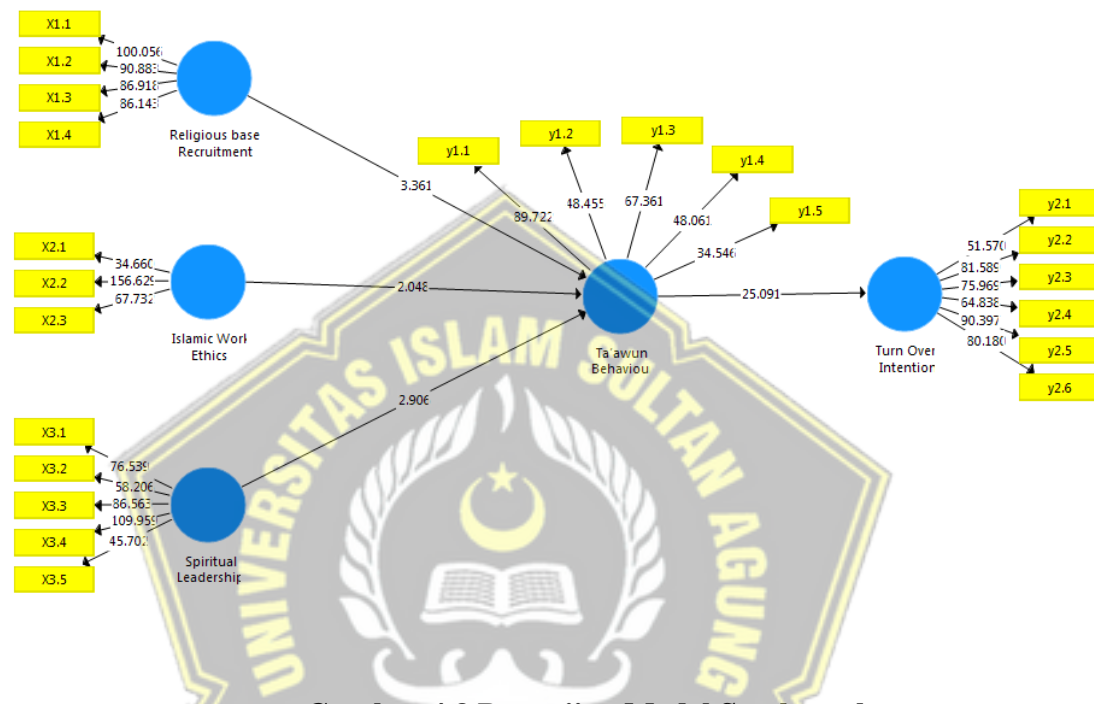 X1.1
X1.2
X1.3
X1.4
100.056
90.883
86.918
86.143
Religious base
Recruitment
3.361
X2.1
X2.2
X2.3
34.660
156.629
67.732
Islamic Work
Ethics
2.048
X3.1
X3.2
X3.3
X3.4
X3.5
76.539
58.206
86.563
109.959
45.702
Spiritual
Leadership
2.906
y1.1
y1.2
y1.3
y1.4
y1.5
39.722
48.455
67.361
48.061
34.546
Ta'awun
Behaviou
25.091
y2.1
y2.2
y2.3
y2.4
y2.5
y2.6
51.570
81.589
75.969
64.838
90.397
80.180
Turn Over
Intention
UNIVERSITAS ISLAM SULTAN AGUNG